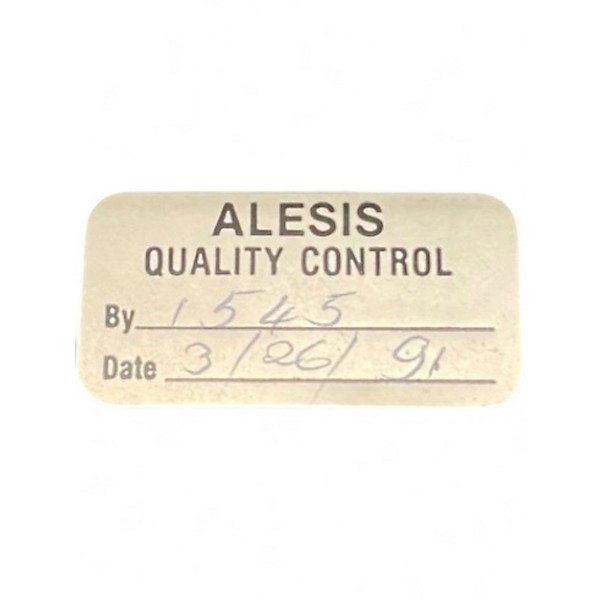 ALESIS
QUALITY CONTROL
By 1545
Date 3/26/91